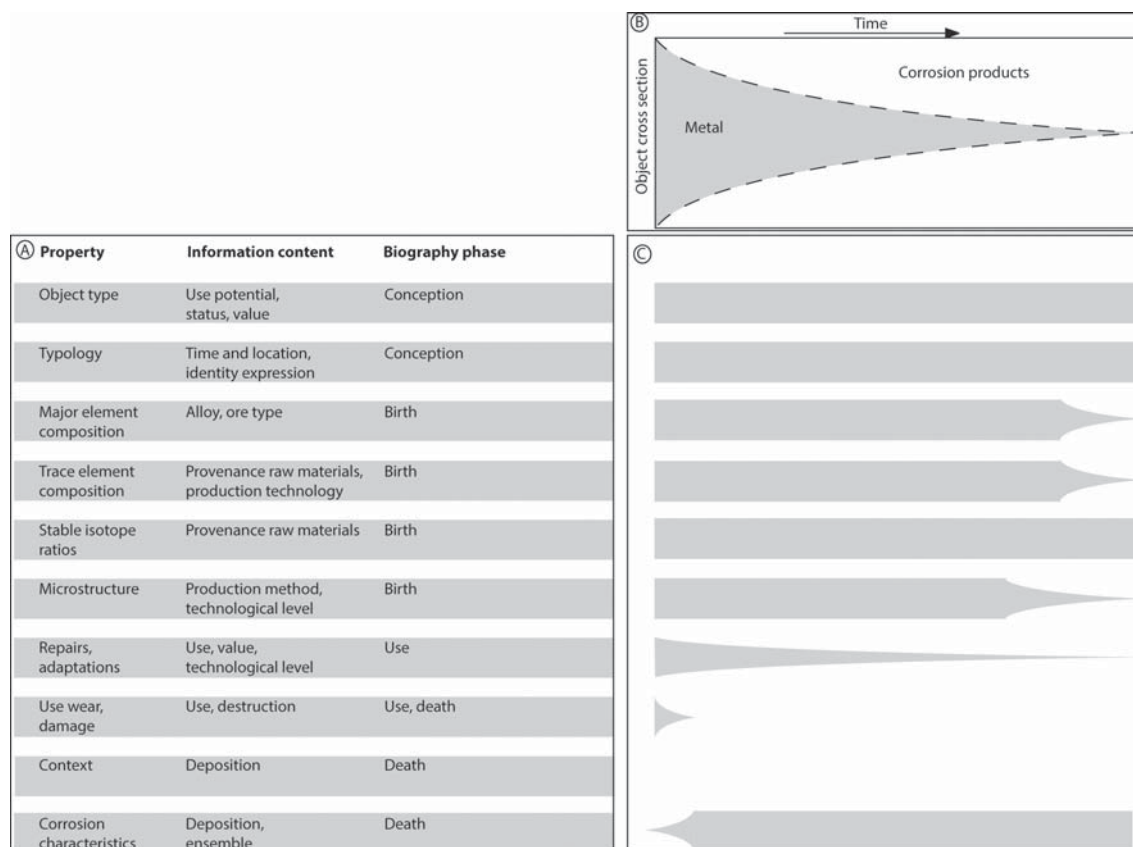 B
Time
Object cross section
Corrosion products
Metal
A Property Information content Biography phase
C
Object type Use potential, Conception
status, value
Typology Time and location, Conception
identity expression
Major element Alloy, ore type Birth
composition
Trace element Provenance raw materials, Birth
composition production technology
Stable isotope Provenance raw materials Birth
ratios
Microstructure Production method, Birth
technological level
Repairs, Use, value, Use
adaptations technological level
Use wear, Use, destruction Use, death
damage
Context Deposition Death
Corrosion Deposition, Death
characteristics ensemble